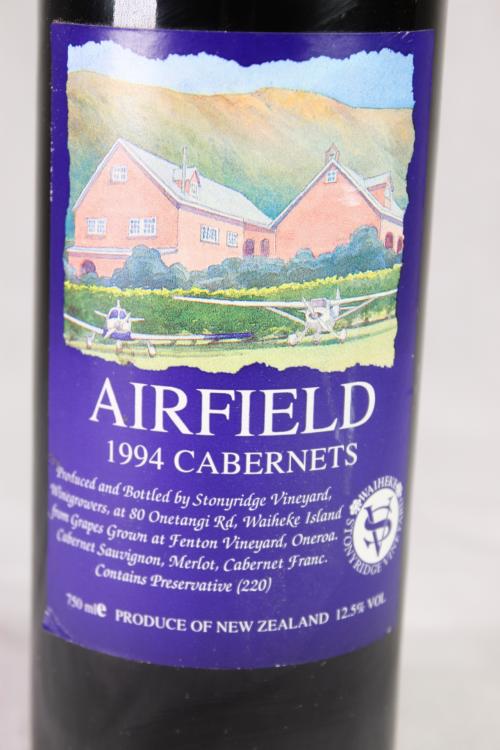 AIRFIELD
1994 CABERNETS
Produced and Bottled by Stonyridge Vineyard,
Winegrowers, at 80 Onetangi Rd, Waiheke Island
from Grapes Grown at Fenton Vineyard, Oneroa.
Cabernet Sauvignon, Merlot, Cabernet Franc.
Contains Preservative (220)
WAIHEKE
STONYRIDGE VINEYARD
SV
750 ml e PRODUCE OF NEW ZEALAND 12.5% VOL